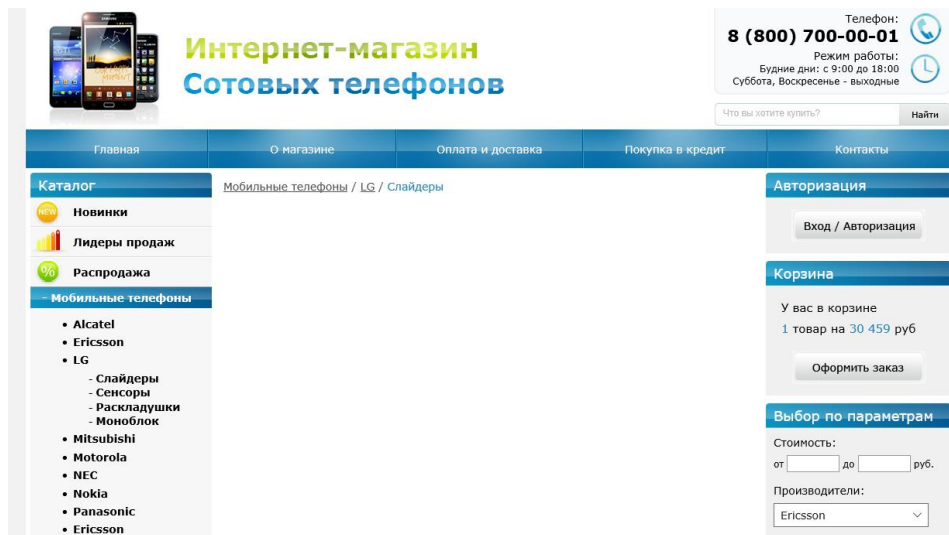 Интернет-магазин
Сотовых телефонов
Телефон:
8 (800) 700-00-01
Режим работы:
Будние дни: с 9:00 до 18:00
Суббота, Воскресенье - выходные
Что вы хотите купить?
Найти
Главная
О магазине
Оплата и доставка
Покупка в кредит
Контакты
Каталог
NEW Новинки
Лидеры продаж
% Распродажа
- Мобильные телефоны
• Alcatel
• Ericsson
• LG
- Слайдеры
- Сенсоры
- Раскладушки
- Моноблок
• Mitsubishi
• Motorola
• NEC
• Nokia
• Panasonic
• Ericsson
Мобильные телефоны / LG / Слайдеры
Авторизация
Вход / Авторизация
Корзина
У вас в корзине
1 товар на 30 459 руб
Оформить заказ
Выбор по параметрам
Стоимость:
от до руб.
Производители:
Ericsson